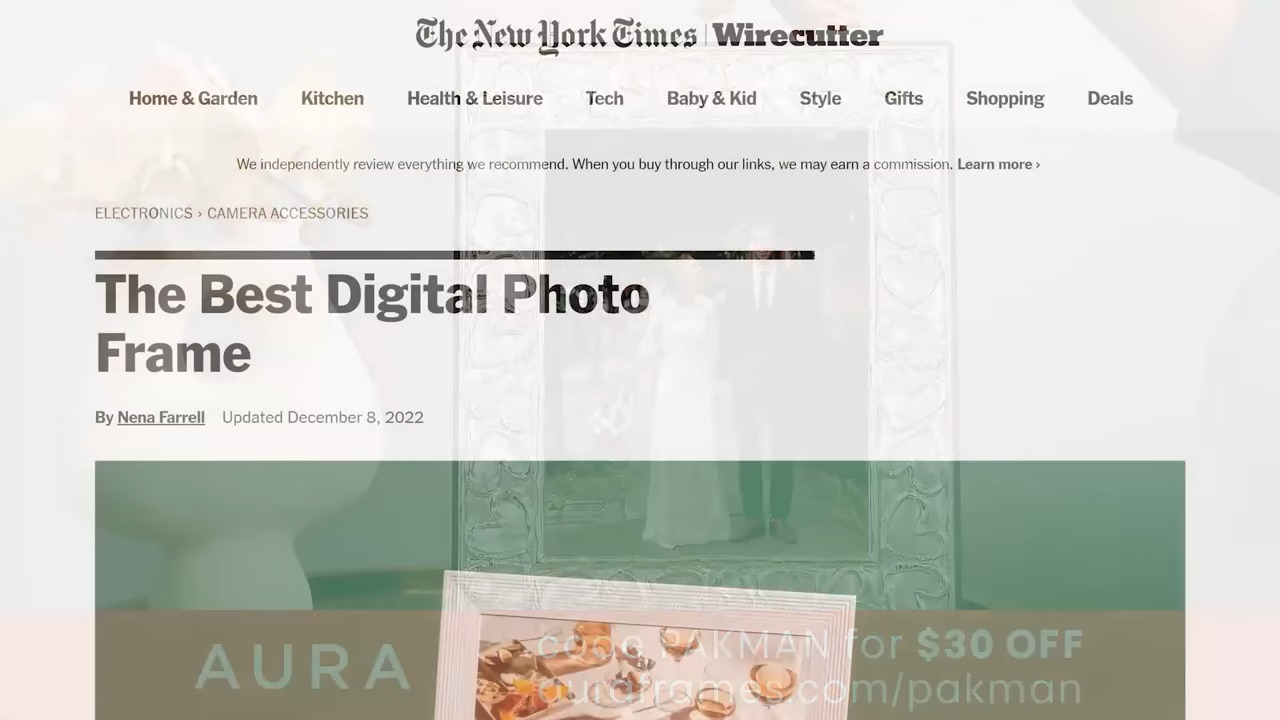 The New York Times | Wirecutter
Home & Garden Kitchen Health & Leisure Tech Baby & Kid Style Gifts Shopping Deals
We independently review everything we recommend. When you buy through our links, we may earn a commission. Learn more ›
ELECTRONICS › CAMERA ACCESSORIES
The Best Digital Photo
Frame
By Nena Farrell Updated December 8, 2022
AURA
code PAKMAN for $30 OFF
auraframes.com/pakman